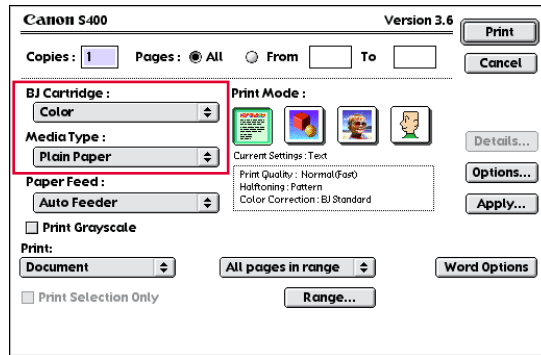 Canon S400 Version 3.6
Print
Copies: 1 Pages: All From To
Cancel
BJ Cartridge:
Color
Print Mode:
Media Type:
Plain Paper
Current Settings: Text
Print Quality: Normal(Fast)
Halftoning: Pattern
Color Correction: BJ Standard
Details...
Options...
Apply...
Paper Feed:
Auto Feeder
Print Grayscale
Print:
Document All pages in range Word Options
Print Selection Only Range...